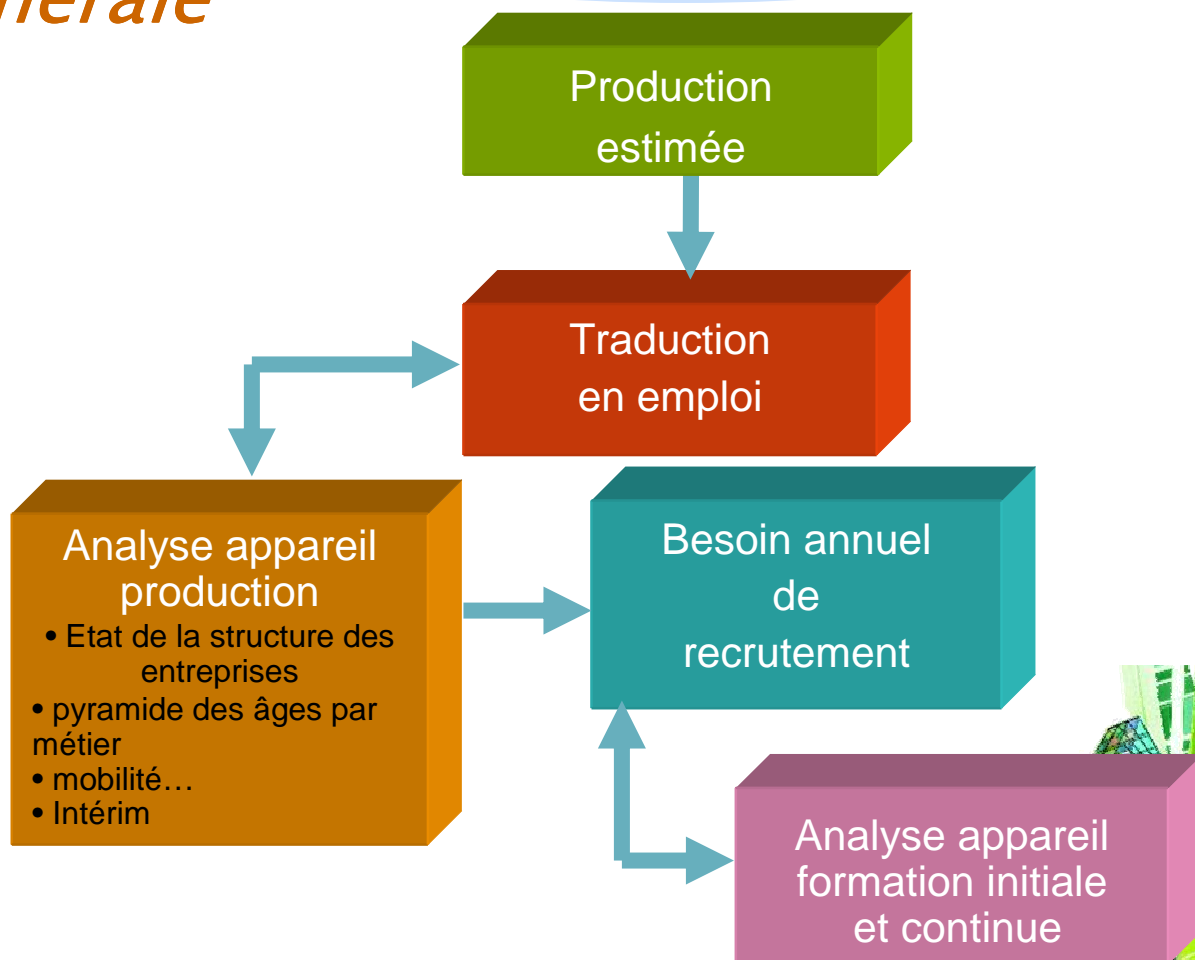 Production
estimée
Traduction
en emploi
Analyse appareil
production
• Etat de la structure des
entreprises
• pyramide des âges par
métier
• mobilité…
• Intérim
Besoin annuel
de
recrutement
Analyse appareil
formation initiale
et continue